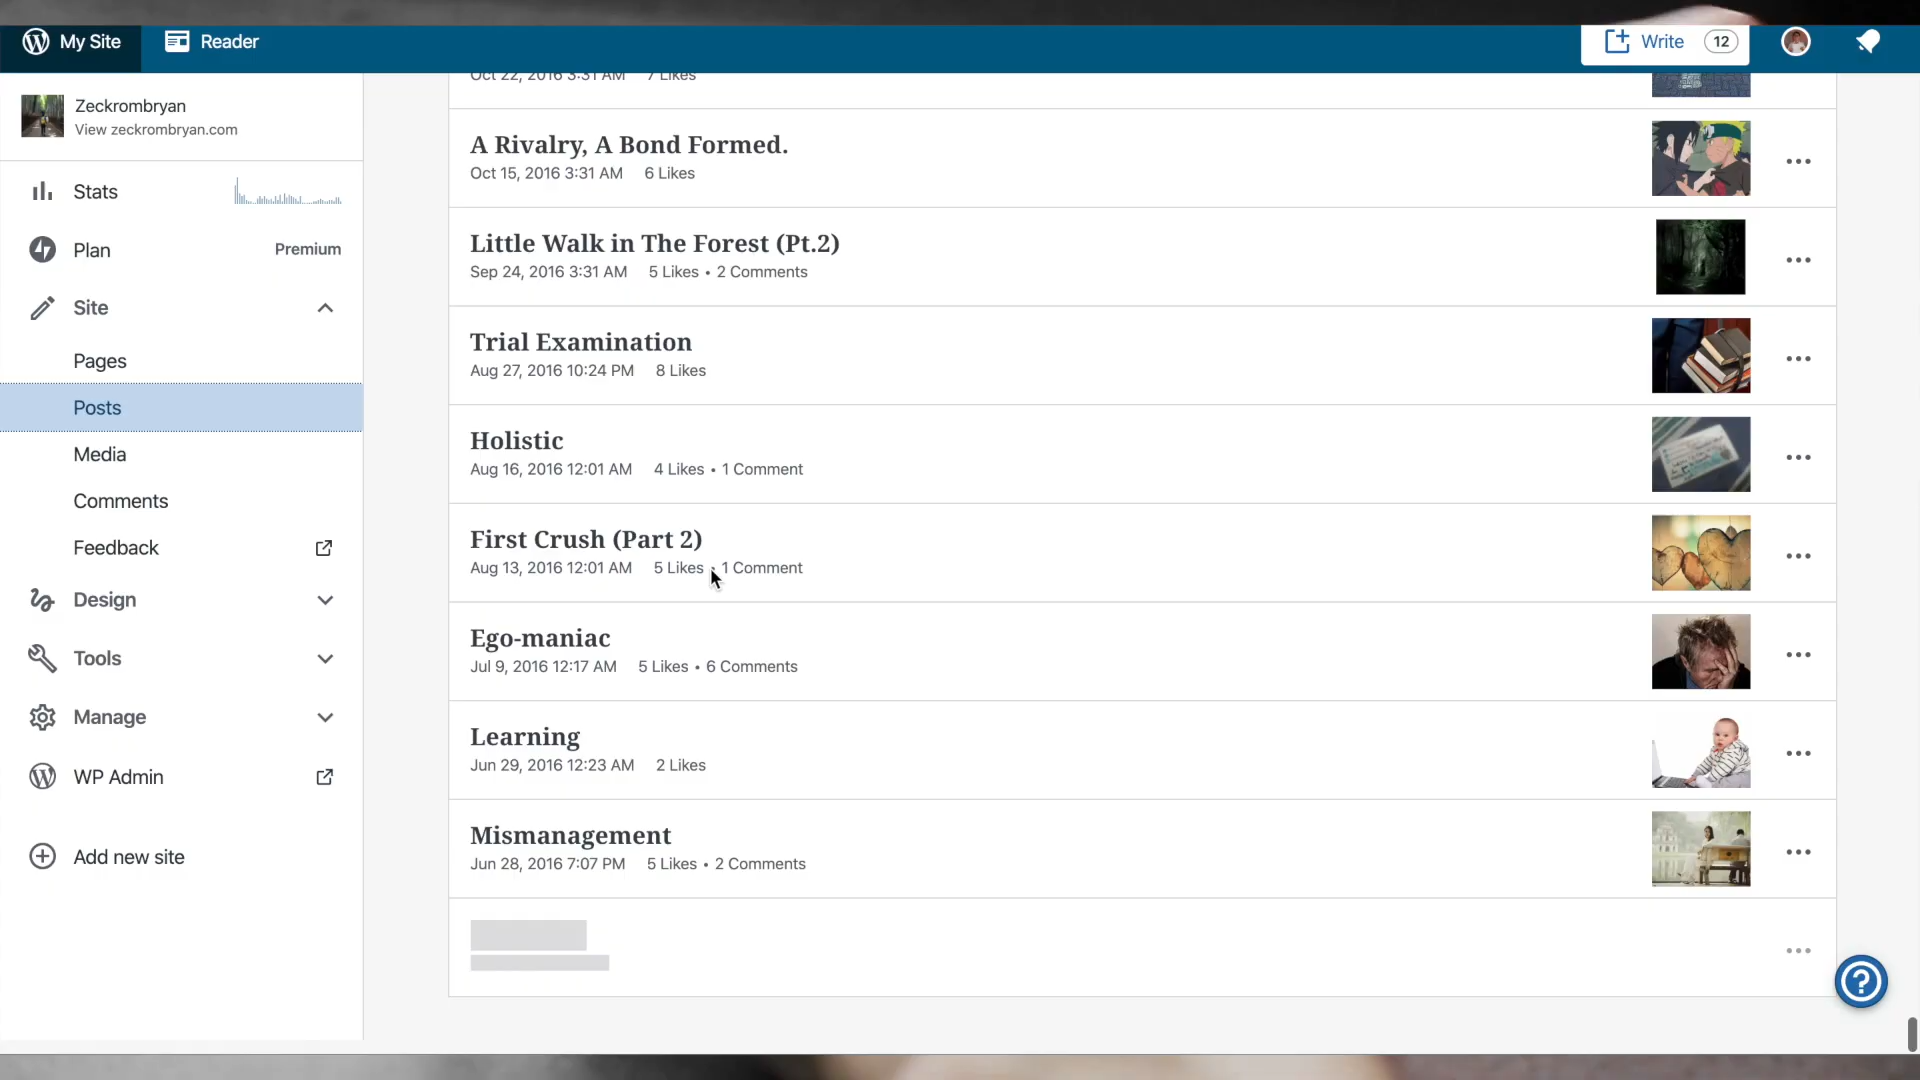 My Site
Reader
Write
12
Zeckrombryan
View zeckrombryan.com
Stats
Plan
Premium
Site
Pages
Posts
Media
Comments
Feedback
Design
Tools
Manage
WP Admin
Add new site
Oct 22, 2016 3:31 AM 7 Likes
A Rivalry, A Bond Formed.
Oct 15, 2016 3:31 AM 6 Likes
Little Walk in The Forest (Pt.2)
Sep 24, 2016 3:31 AM 5 Likes • 2 Comments
Trial Examination
Aug 27, 2016 10:24 PM 8 Likes
Holistic
Aug 16, 2016 12:01 AM 4 Likes • 1 Comment
First Crush (Part 2)
Aug 13, 2016 12:01 AM 5 Likes • 1 Comment
Ego-maniac
Jul 9, 2016 12:17 AM 5 Likes • 6 Comments
Learning
Jun 29, 2016 12:23 AM 2 Likes
Mismanagement
Jun 28, 2016 7:07 PM 5 Likes • 2 Comments